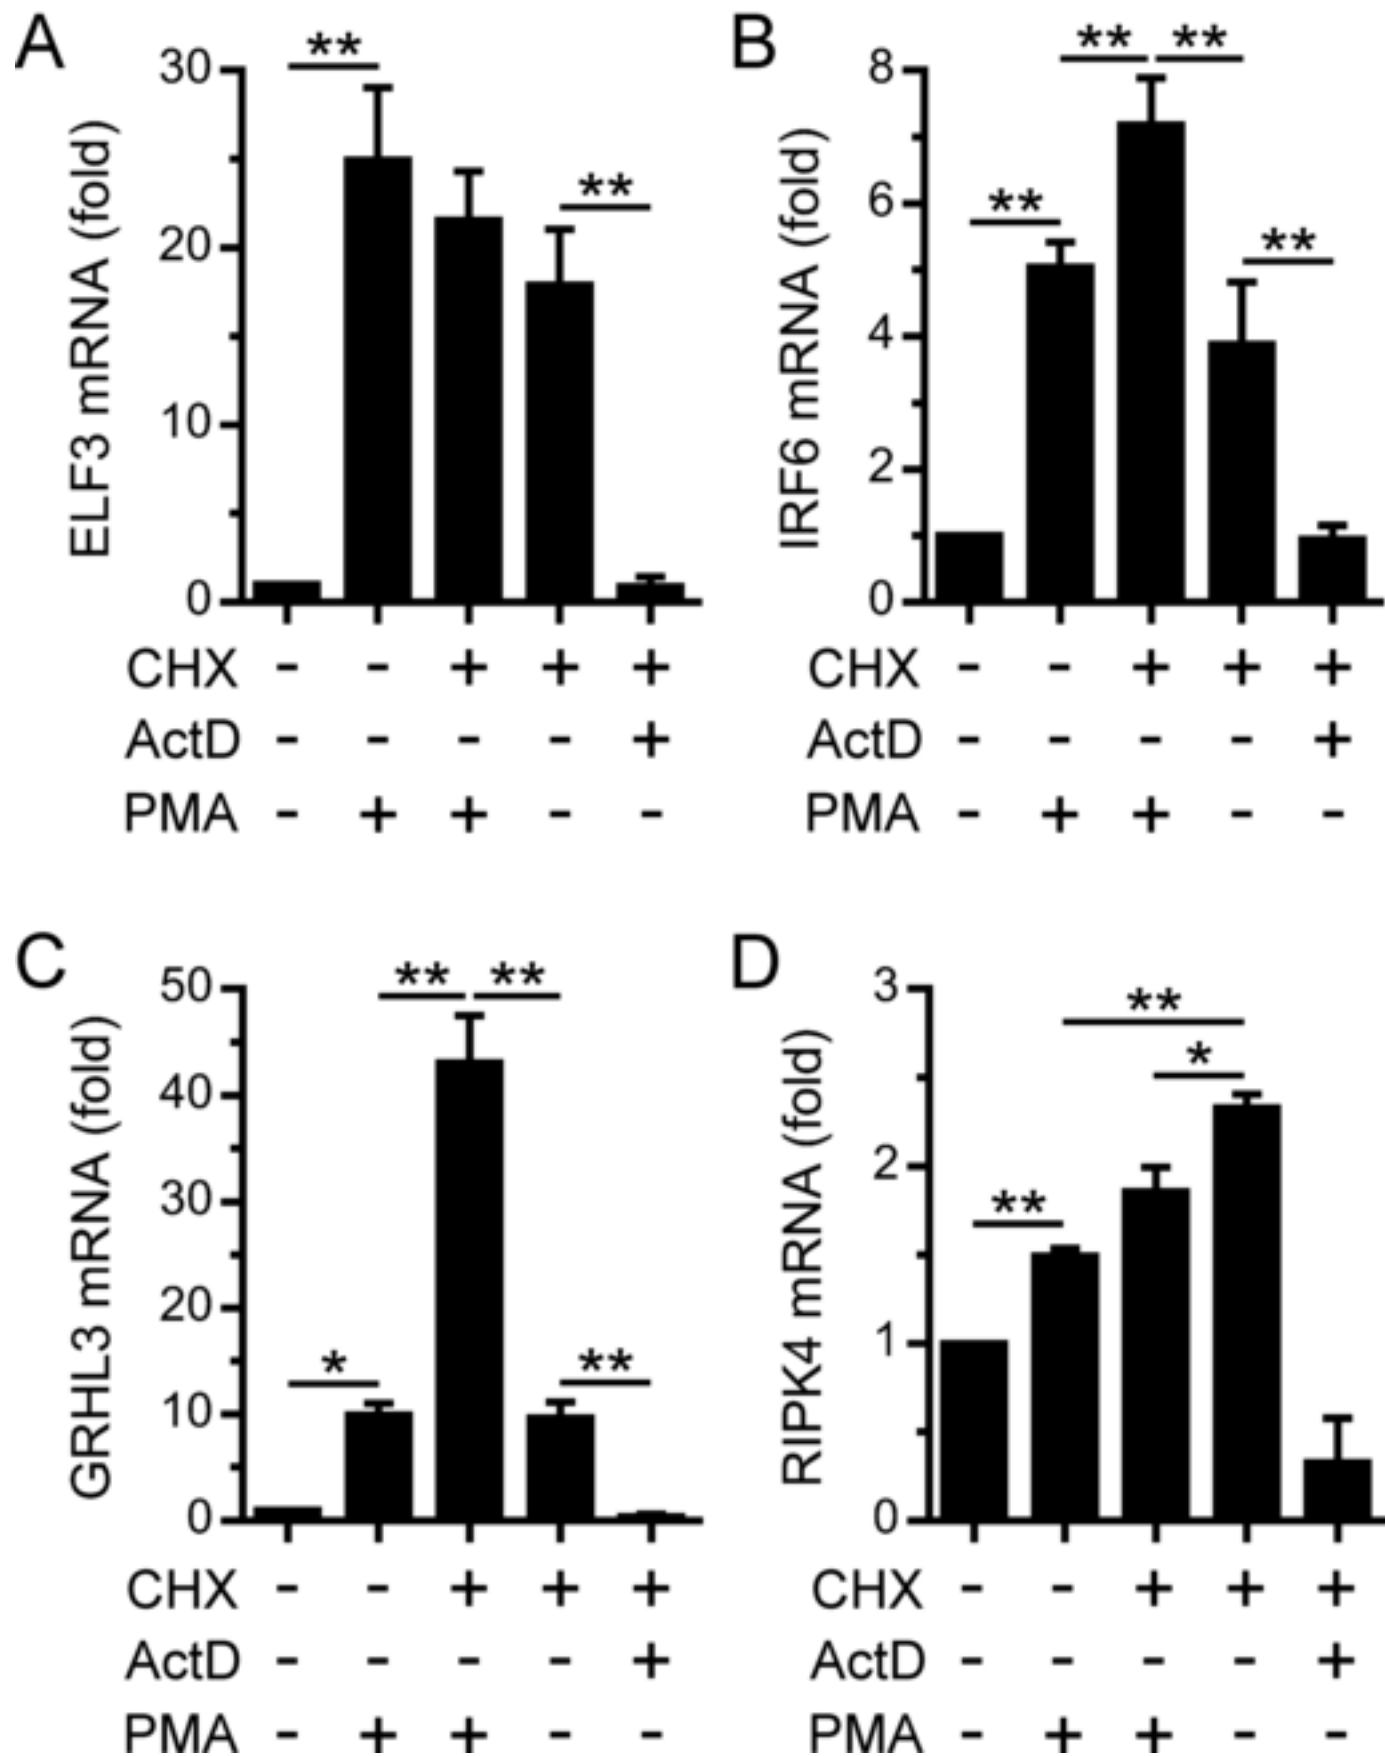 A
**
30
20
10
0
ELF3 mRNA (fold)
CHX - - + + +
ActD - - - - +
PMA - + + - -
B
** **
**
**
8
6
4
2
0
IRF6 mRNA (fold)
CHX - - + + +
ActD - - - - +
PMA - + + - -
C
** **
*
**
50
40
30
20
10
0
GRHL3 mRNA (fold)
CHX - - + + +
ActD - - - - +
PMA - + + - -
D
**
*
**
3
2
1
0
RIPK4 mRNA (fold)
CHX - - + + +
ActD - - - - +
PMA - + + - -